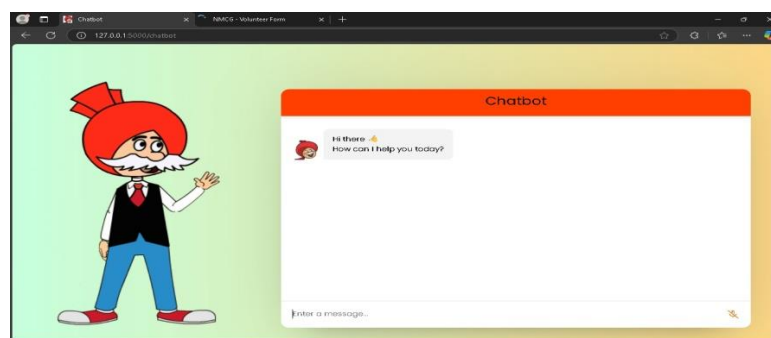 Chatbot
NMCG - Volunteer Form
127.0.0.1:5000/chatbot
Chatbot
Hi there 👋
How can I help you today?
Enter a message...